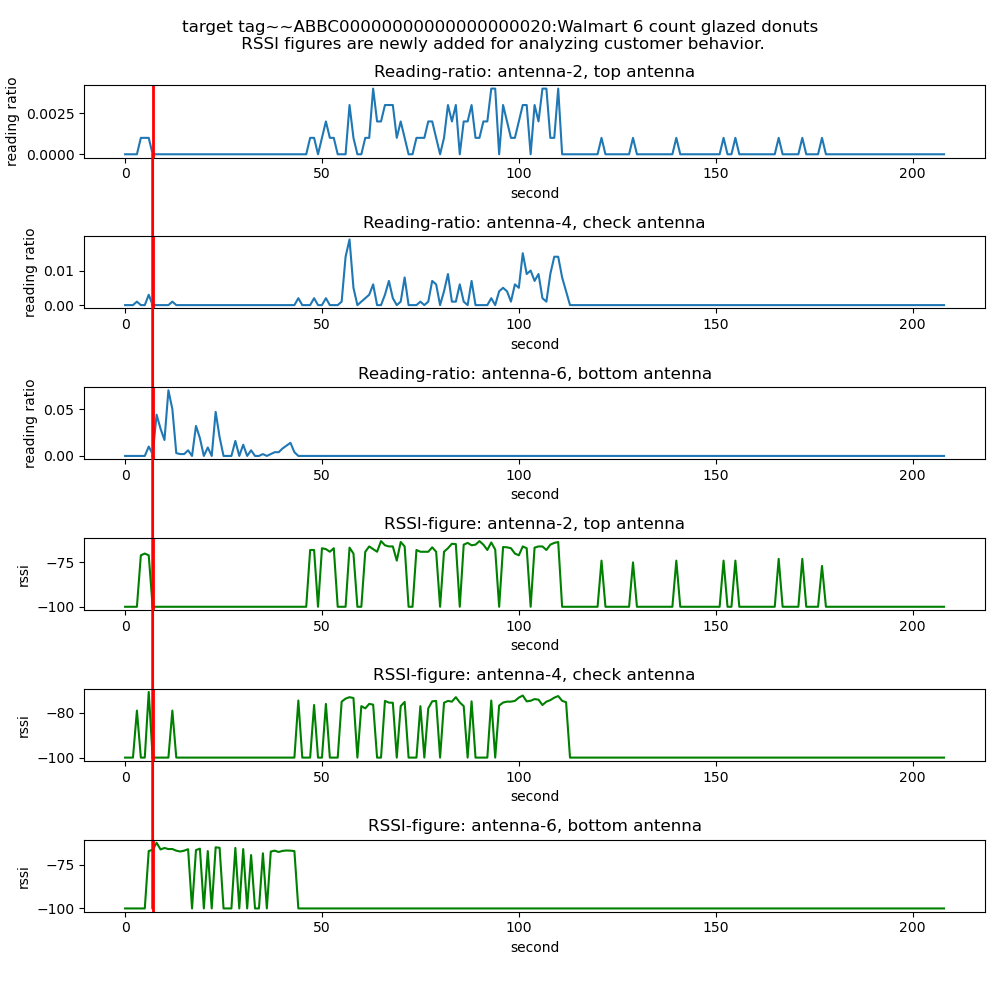 target tag~~ABBC00000000000000000020:Walmart 6 count glazed donuts
RSSI figures are newly added for analyzing customer behavior.
Reading-ratio: antenna-2, top antenna
reading ratio
0.0025
0.0000
0 50 100 150 200
second
Reading-ratio: antenna-4, check antenna
reading ratio
0.01
0.00
0 50 100 150 200
second
Reading-ratio: antenna-6, bottom antenna
reading ratio
0.05
0.00
0 50 100 150 200
second
RSSI-figure: antenna-2, top antenna
rssi
−75
−100
0 50 100 150 200
second
RSSI-figure: antenna-4, check antenna
rssi
−80
−100
0 50 100 150 200
second
RSSI-figure: antenna-6, bottom antenna
rssi
−75
−100
0 50 100 150 200
second